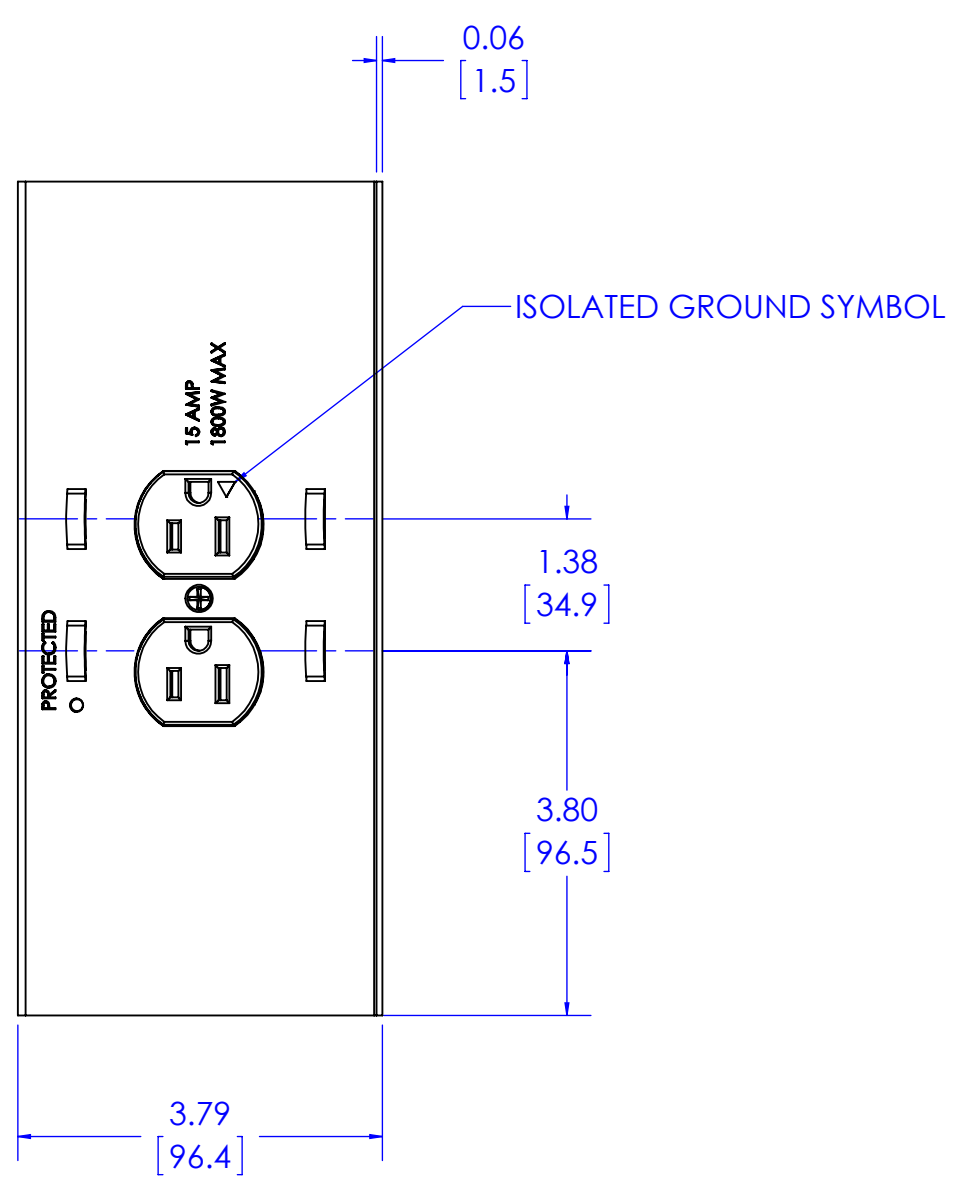 0.06
[1.5]
ISOLATED GROUND SYMBOL
15 AMP
1800W MAX
1.38
[34.9]
PROTECTED
3.80
[96.5]
3.79
[96.4]